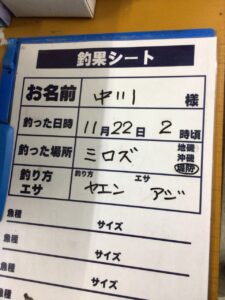 釣果シート
お名前 中川 様
釣った日時 11月22日 2 時頃
釣った場所 ミロズ 地磯 沖磯 堤防
釣り方 エサ 釣り方 ヤエン エサ アジ
魚種 サイズ
魚種 サイズ
魚種 サイズ
魚種